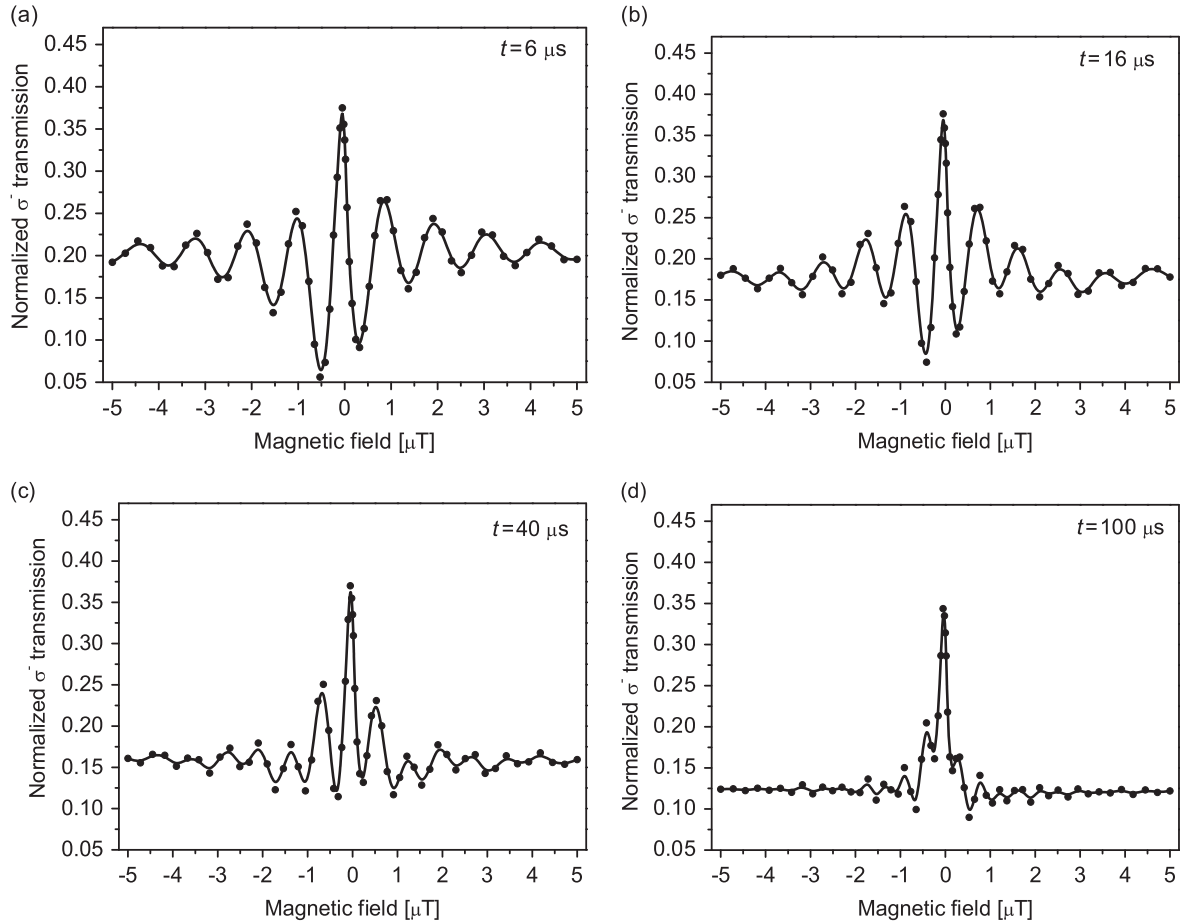 (a)
t=6 μs
Normalized σ- transmission
0.45
0.40
0.35
0.30
0.25
0.20
0.15
0.10
0.05
-5 -4 -3 -2 -1 0 1 2 3 4 5
Magnetic field [μT]
(b)
t=16 μs
Normalized σ- transmission
0.45
0.40
0.35
0.30
0.25
0.20
0.15
0.10
0.05
-5 -4 -3 -2 -1 0 1 2 3 4 5
Magnetic field [μT]
(c)
t=40 μs
Normalized σ- transmission
0.45
0.40
0.35
0.30
0.25
0.20
0.15
0.10
0.05
-5 -4 -3 -2 -1 0 1 2 3 4 5
Magnetic field [μT]
(d)
t=100 μs
Normalized σ- transmission
0.45
0.40
0.35
0.30
0.25
0.20
0.15
0.10
0.05
-5 -4 -3 -2 -1 0 1 2 3 4 5
Magnetic field [μT]